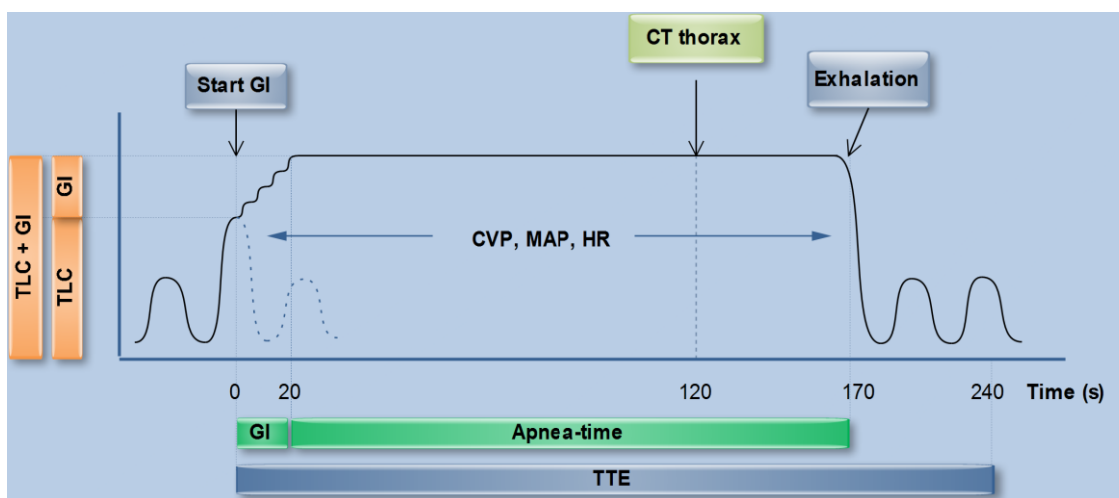 CT thorax
Start GI
Exhalation
TLC + GI
GI
TLC
CVP, MAP, HR
0 20 120 170 240 Time (s)
GI Apnea-time
TTE